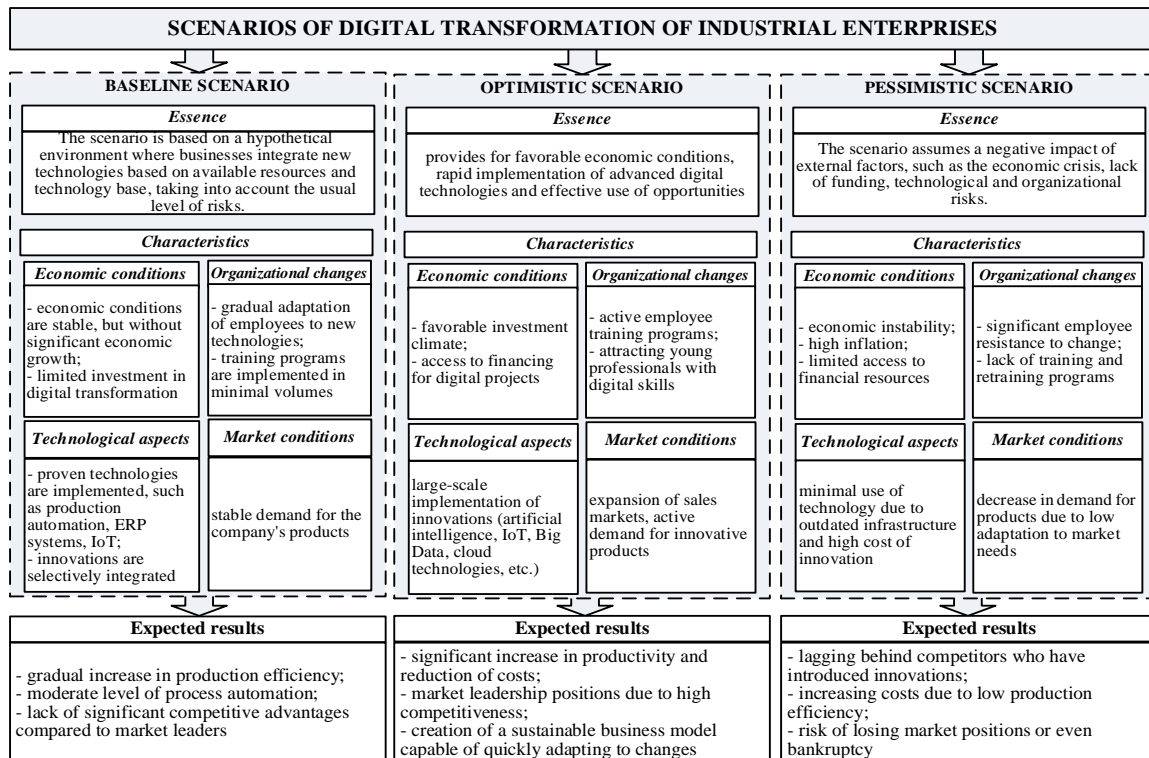 SCENARIOS OF DIGITAL TRANSFORMATION OF INDUSTRIAL ENTERPRISES
BASELINE SCENARIO
Essence
The scenario is based on a hypothetical
environment where businesses integrate new
technologies based on available resources and
technology base, taking into account the usual
level of risks.
Characteristics
Economic conditions
- economic conditions
are stable, but without
significant economic
growth;
- limited investment in
digital transformation
Organizational changes
- gradual adaptation
of employees to new
technologies;
- training programs
are implemented in
minimal volumes
Technological aspects
- proven technologies
are implemented, such
as production
automation, ERP
systems, IoT;
- innovations are
selectively integrated
Market conditions
stable demand for the
company's products
Expected results
- gradual increase in production efficiency;
- moderate level of process automation;
- lack of significant competitive advantages
compared to market leaders
OPTIMISTIC SCENARIO
Essence
provides for favorable economic conditions,
rapid implementation of advanced digital
technologies and effective use of opportunities
Characteristics
Economic conditions
- favorable investment
climate;
- access to financing
for digital projects
Organizational changes
- active employee
training programs;
- attracting young
professionals with
digital skills
Technological aspects
large-scale
implementation of
innovations (artificial
intelligence, IoT, Big
Data, cloud
technologies, etc.)
Market conditions
expansion of sales
markets, active
demand for innovative
products
Expected results
- significant increase in productivity and
reduction of costs;
- market leadership positions due to high
competitiveness;
- creation of a sustainable business model
capable of quickly adapting to changes
PESSIMISTIC SCENARIO
Essence
The scenario assumes a negative impact of
external factors, such as the economic crisis, lack
of funding, technological and organizational
risks.
Characteristics
Economic conditions
- economic instability;
- high inflation;
- limited access to
financial resources
Organizational changes
- significant employee
resistance to change;
- lack of training and
retraining programs
Technological aspects
minimal use of
technology due to
outdated infrastructure
and high cost of
innovation
Market conditions
decrease in demand for
products due to low
adaptation to market
needs
Expected results
- lagging behind competitors who have
introduced innovations;
- increasing costs due to low production
efficiency;
- risk of losing market positions or even
bankruptcy